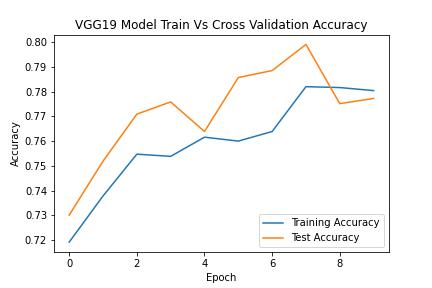 VGG19 Model Train Vs Cross Validation Accuracy
0.80
0.79
0.78
0.77
0.76
0.75
0.74
0.73
0.72
Accuracy
Training Accuracy
Test Accuracy
0 2 4 6 8
Epoch